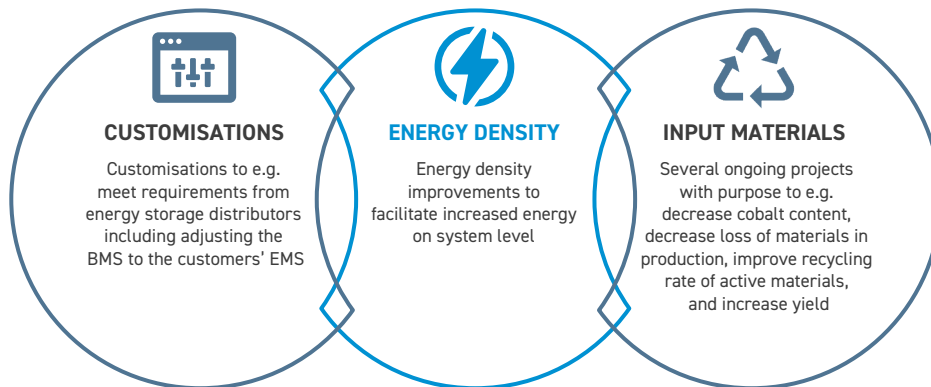 CUSTOMISATIONS
Customisations to e.g.
meet requirements from
energy storage distributors
including adjusting the
BMS to the customers’ EMS
ENERGY DENSITY
Energy density
improvements to
facilitate increased energy
on system level
INPUT MATERIALS
Several ongoing projects
with purpose to e.g.
decrease cobalt content,
decrease loss of materials in
production, improve recycling
rate of active materials,
and increase yield